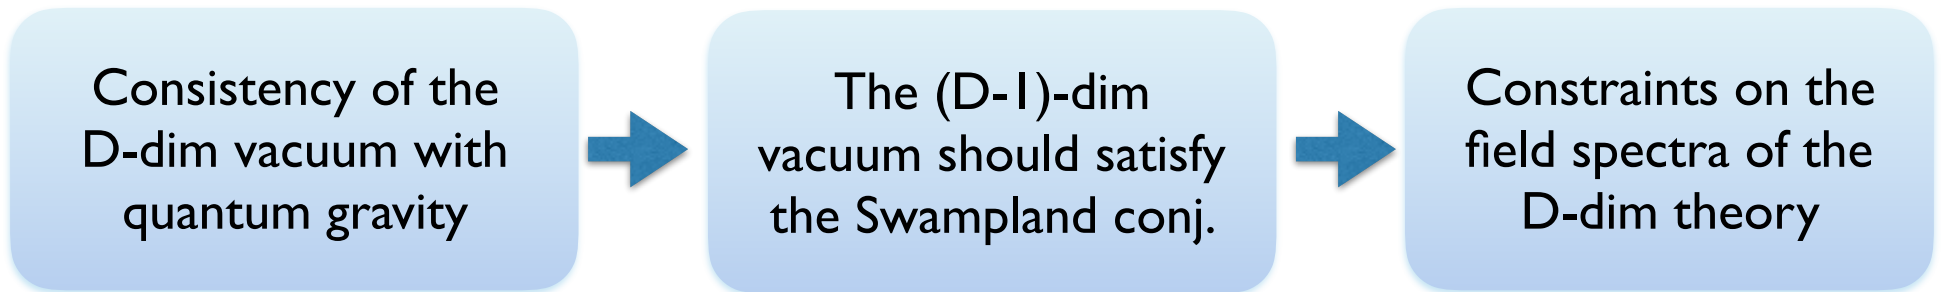 Consistency of the
D-dim vacuum with
quantum gravity
The (D-1)-dim
vacuum should satisfy
the Swampland conj.
Constraints on the
field spectra of the
D-dim theory